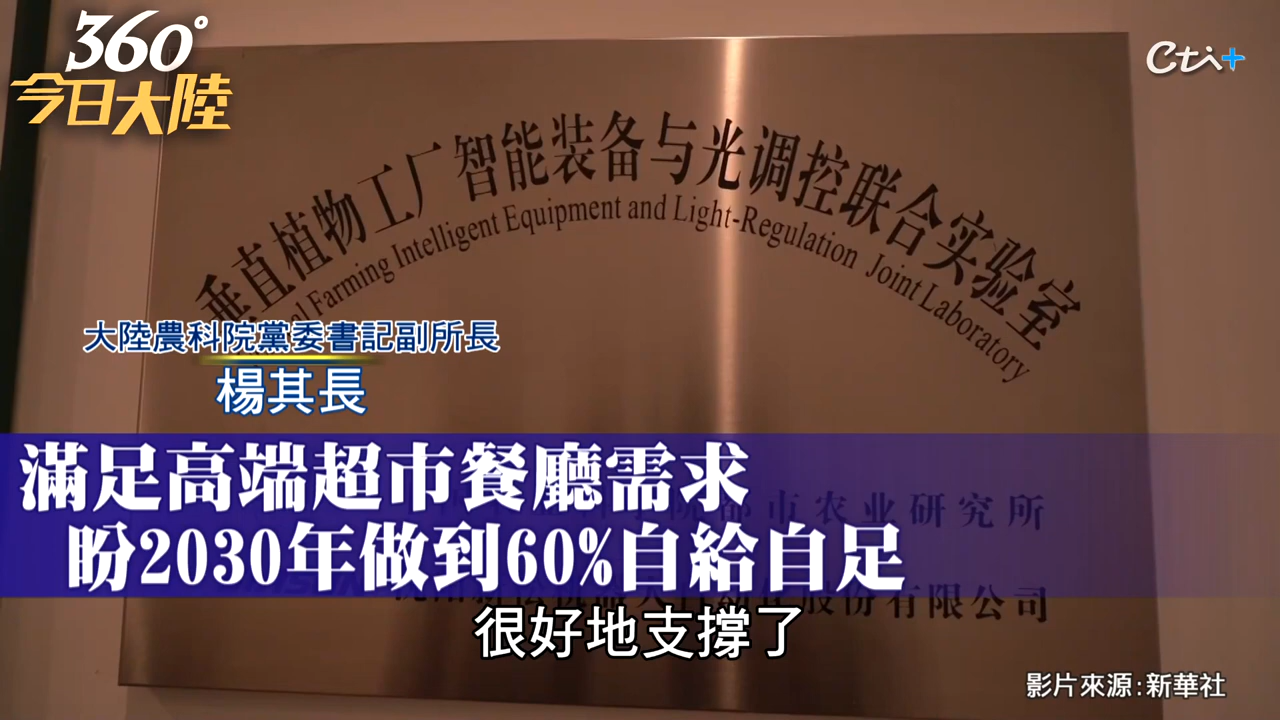 360°
今日大陸
Cti+
垂直植物工厂智能装备与光调控联合实验室
Farming Intelligent Equipment and Light-Regulation Joint Laboratory
大陸農科院黨委書記副所長
楊其長
滿足高端超市餐廳需求
盼2030年做到60%自給自足
市农业研究所
股份有限公司
很好地支撐了
影片來源:新華社